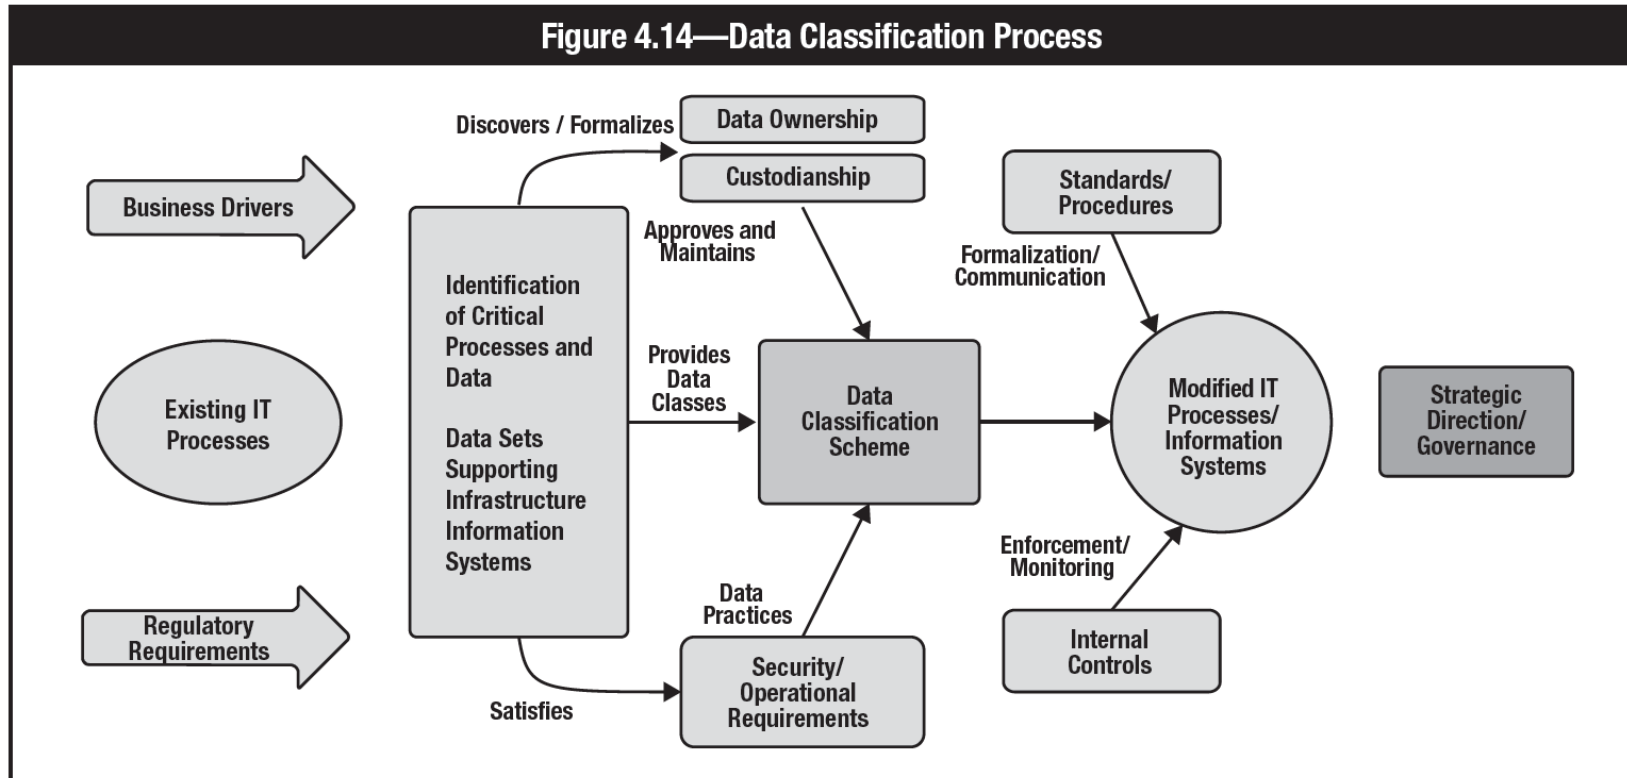 Figure 4.14—Data Classification Process
Discovers / Formalizes
Data Ownership
Custodianship
Business Drivers
Approves and
Maintains
Standards/
Procedures
Formalization/
Communication
Identification
of Critical
Processes and
Data
Data Sets
Supporting
Infrastructure
Information
Systems
Existing IT
Processes
Provides
Data
Classes
Data
Classification
Scheme
Modified IT
Processes/
Information
Systems
Strategic
Direction/
Governance
Regulatory
Requirements
Satisfies
Data
Practices
Security/
Operational
Requirements
Enforcement/
Monitoring
Internal
Controls